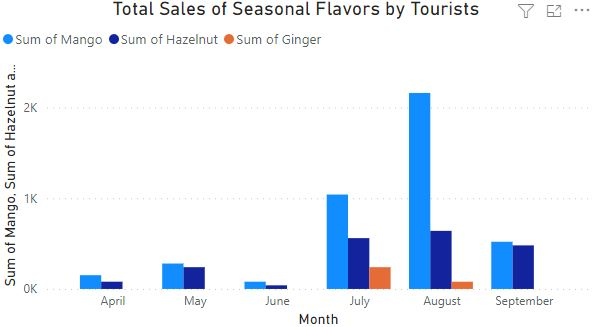 Total Sales of Seasonal Flavors by Tourists
Sum of Mango Sum of Hazelnut Sum of Ginger
Sum of Mango, Sum of Hazelnut a...
2K
1K
0K
April May June July August September
Month